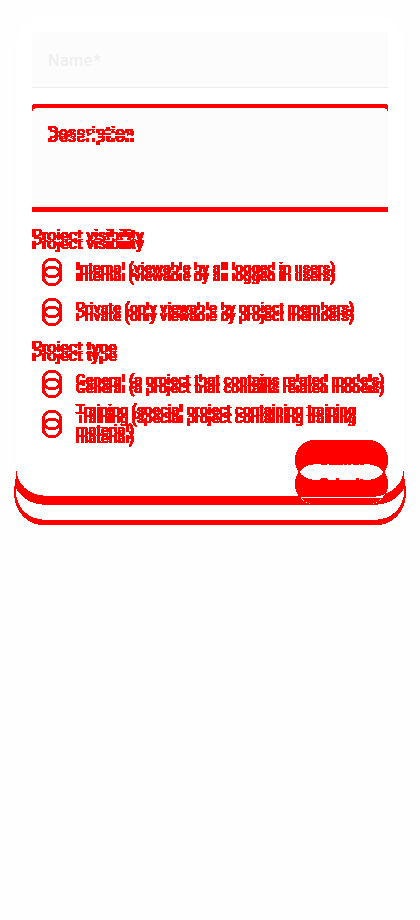 Name*
Description
Project visibility
Internal (viewable by all logged in users)
Private (only viewable by project members)
Project type
General (a project that contains related models)
Training (special project containing training
material)